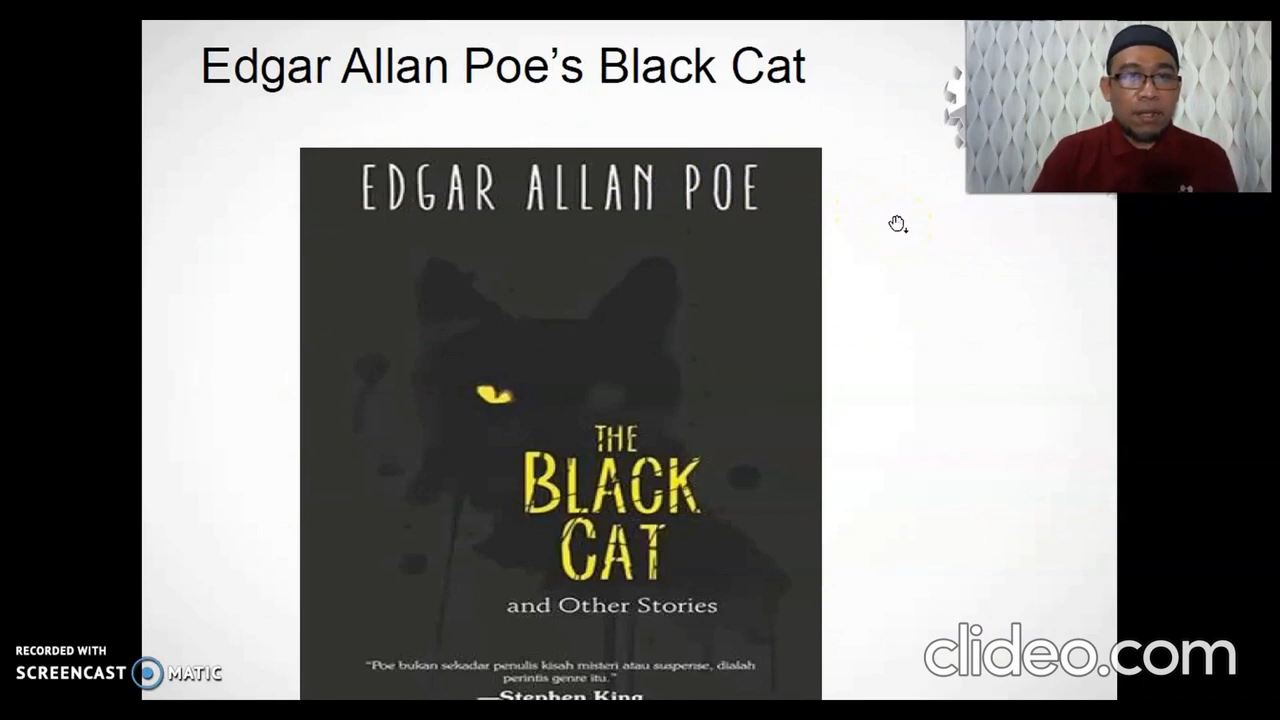 Edgar Allan Poe’s Black Cat
EDGAR ALLAN POE
THE
BLACK
CAT
and Other Stories
“Poe bukan sekadar penulis kisah misteri atau suspense, dialah
perintis genre itu.”
—Stephen King
RECORDED WITH
SCREENCAST MATIC
clideo.com